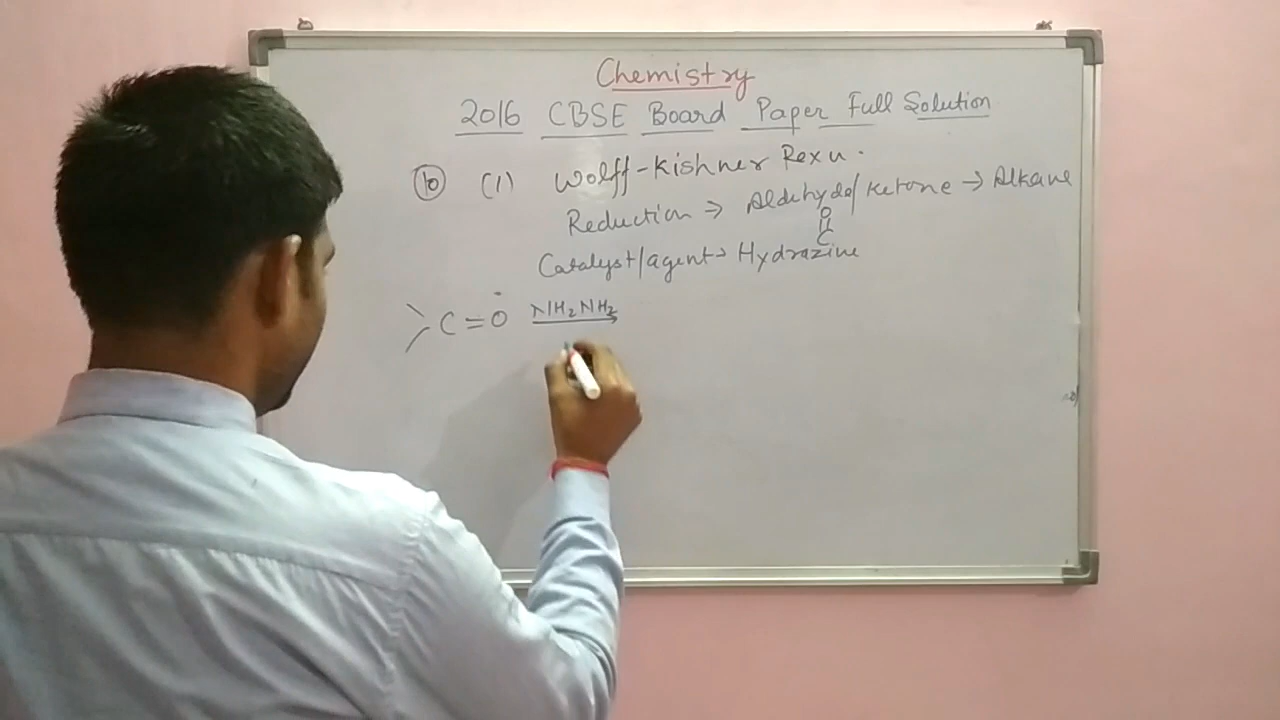 Chemistry
2016 CBSE Board Paper Full Solution
10 (1) Wolff-Kishner Rexn.
Reduction → Aldehyde/Ketone → Alkane
O
C
Catalyst/agent → Hydrazine
C=O NH2NH2